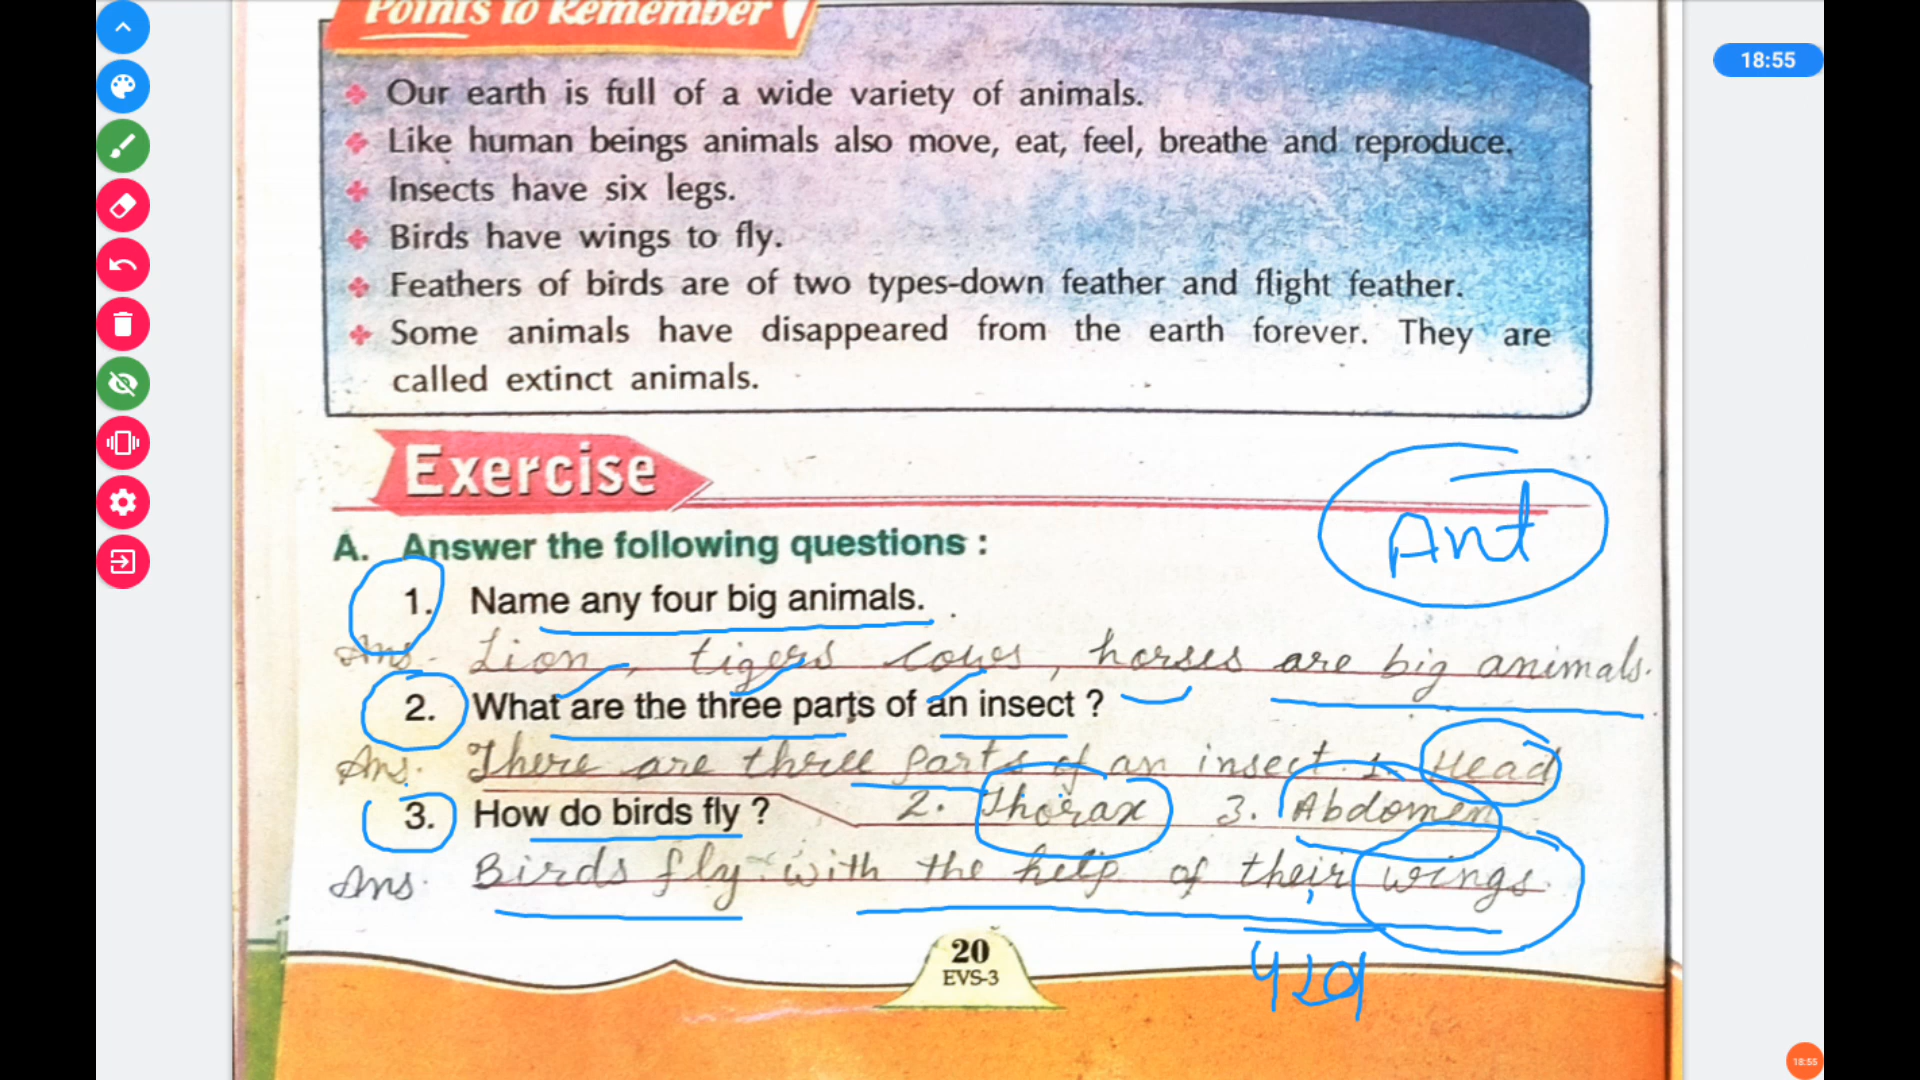 Points to Remember
18:55
Our earth is full of a wide variety of animals.
Like human beings animals also move, eat, feel, breathe and reproduce.
Insects have six legs.
Birds have wings to fly.
Feathers of birds are of two types-down feather and flight feather.
Some animals have disappeared from the earth forever. They are
called extinct animals.
Exercise
Ant
A. Answer the following questions :
1. Name any four big animals.
Ans. Lion, tigers cows, horses are big animals.
2. What are the three parts of an insect ?
Ans. There are three parts of an insect. 1. Head
3. How do birds fly ? 2. Thorax 3. Abdomen
Ans. Birds fly with the help of their wings.
20
EVS-3
18:55